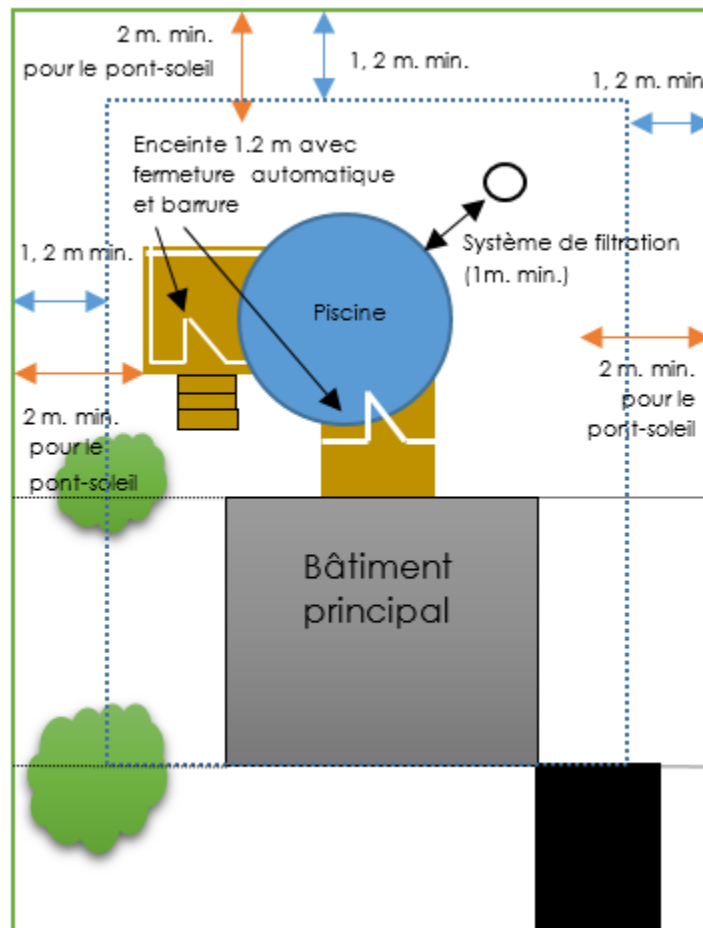 2 m. min.
pour le pont-soleil
1, 2 m. min.
1, 2 m. min
Enceinte 1.2 m avec
fermeture automatique
et barrure
Système de filtration
(1m. min.)
1, 2 m min.
Piscine
2 m. min.
pour le
pont-soleil
2 m. min.
pour le
pont-soleil
Bâtiment
principal